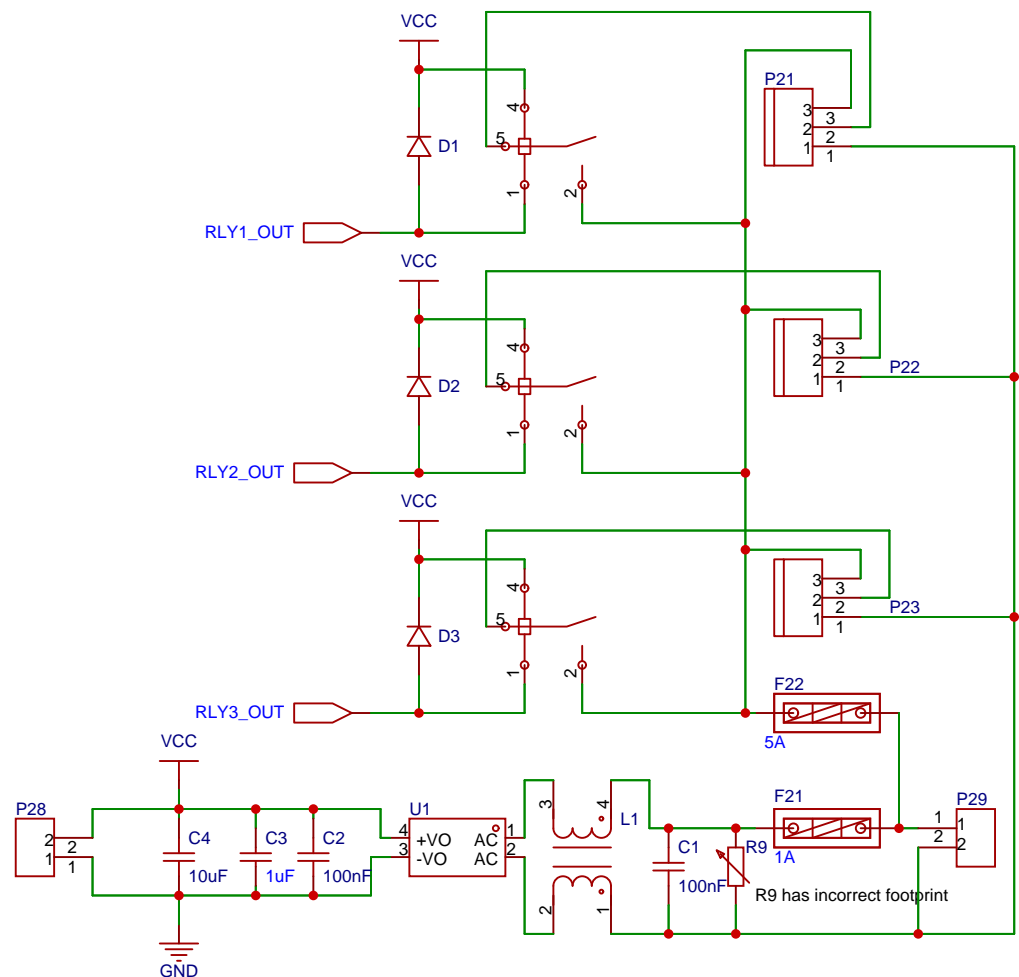 VCC
P21
4
3
3
5
D1
2
2
1
1
1
2
RLY1_OUT
VCC
4
3
3
5
D2
2
2
P22
1
1
1
2
RLY2_OUT
VCC
4
3
3
5
D3
2
2
P23
1
1
1
2
RLY3_OUT
F22
5A
VCC
P28
2
2
1
1
C4
10uF
C3
1uF
C2
100nF
U1
4
+VO
AC
1
3
-VO
AC
2
3
4
L1
2
1
C1
100nF
R9
F21
1A
P29
1
1
2
2
R9 has incorrect footprint
GND